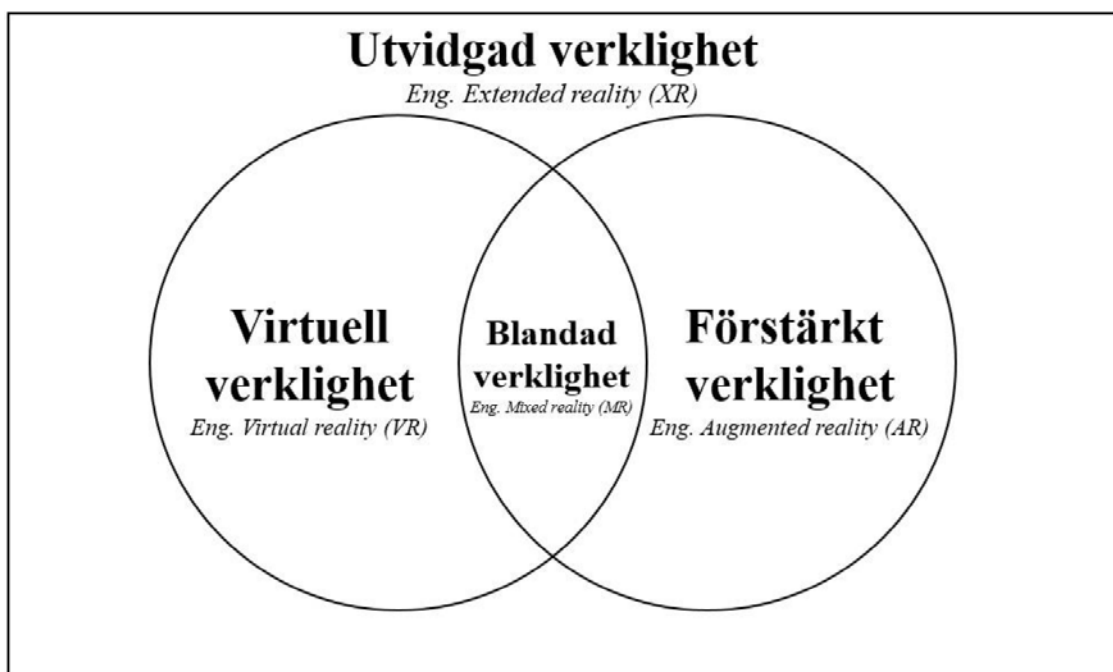 Utvidgad verklighet
Eng. Extended reality (XR)
Virtuell
verklighet
Eng. Virtual reality (VR)
Blandad
verklighet
Eng. Mixed reality (MR)
Förstärkt
verklighet
Eng. Augmented reality (AR)